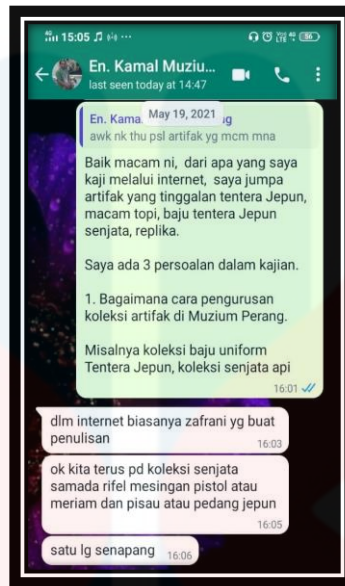 15:05
86
En. Kamal Muziu...
last seen today at 14:47
May 19, 2021
En. Kama
awk nk thu psl artifak yg mcm mna
Baik macam ni, dari apa yang saya
kaji melalui internet, saya jumpa
artifak yang tinggalan tentera Jepun,
macam topi, baju tentera Jepun
senjata, replika.
Saya ada 3 persoalan dalam kajian.
1. Bagaimana cara pengurusan
koleksi artifak di Muzium Perang.
Misalnya koleksi baju uniform
Tentera Jepun, koleksi senjata api
16:01
dlm internet biasanya zafrani yg buat
penulisan
16:03
ok kita terus pd koleksi senjata
samada rifel mesingan pistol atau
meriam dan pisau atau pedang jepun
16:05
satu lg senapang 16:06